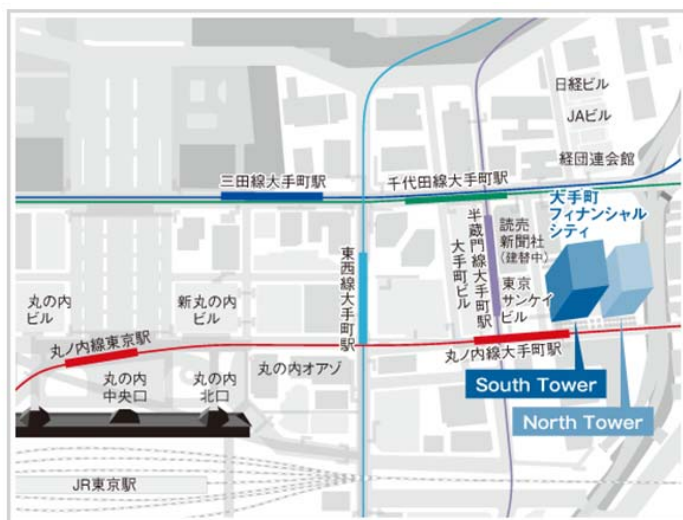 日経ビル
JAビル
経団連会館
三田線大手町駅
千代田線大手町駅
大手町
フィナンシャル
シティ
半蔵門線大手町駅
読売
新聞社
(建替中)
東西線大手町駅
大手町ビル
東京
サンケイ
ビル
丸の内
ビル
新丸の内
ビル
丸ノ内線東京駅
丸の内オアゾ
丸ノ内線大手町駅
丸の内
中央口
丸の内
北口
South Tower
North Tower
JR東京駅